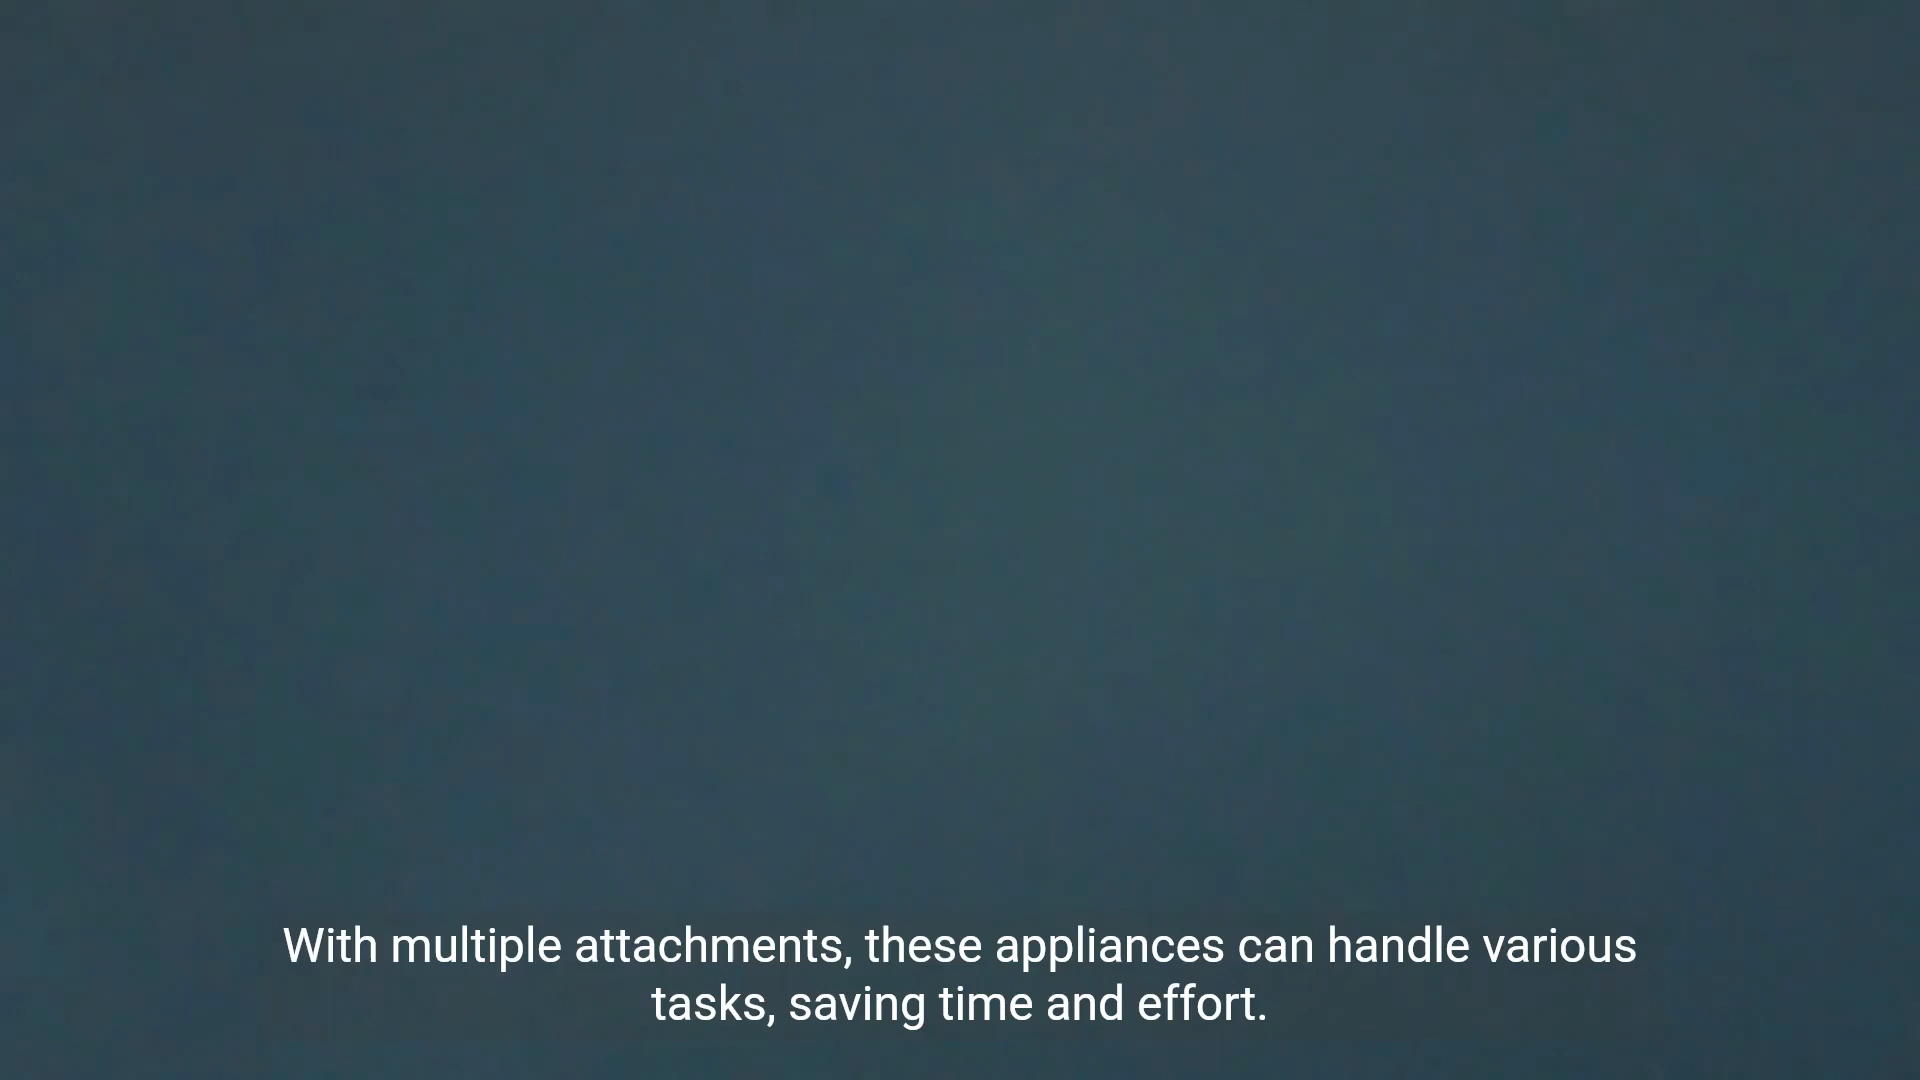 With multiple attachments, these appliances can handle various
tasks, saving time and effort.